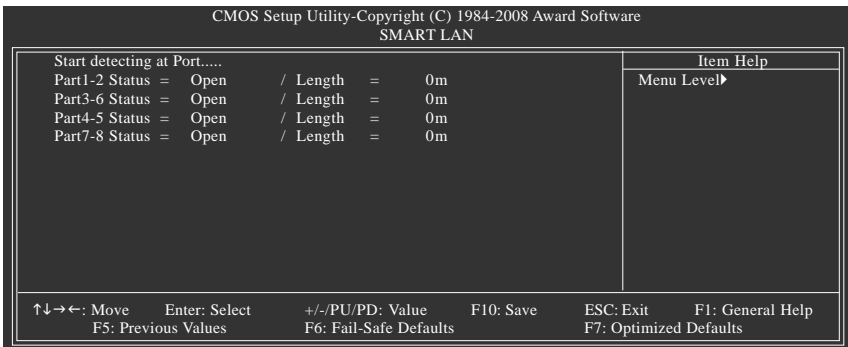 CMOS Setup Utility-Copyright (C) 1984-2008 Award Software
SMART LAN
Start detecting at Port.....
Part1-2 Status = Open / Length = 0m
Part3-6 Status = Open / Length = 0m
Part4-5 Status = Open / Length = 0m
Part7-8 Status = Open / Length = 0m
Item Help
Menu Level▶
↑↓→←: Move Enter: Select +/-/PU/PD: Value F10: Save ESC: Exit F1: General Help
F5: Previous Values F6: Fail-Safe Defaults F7: Optimized Defaults